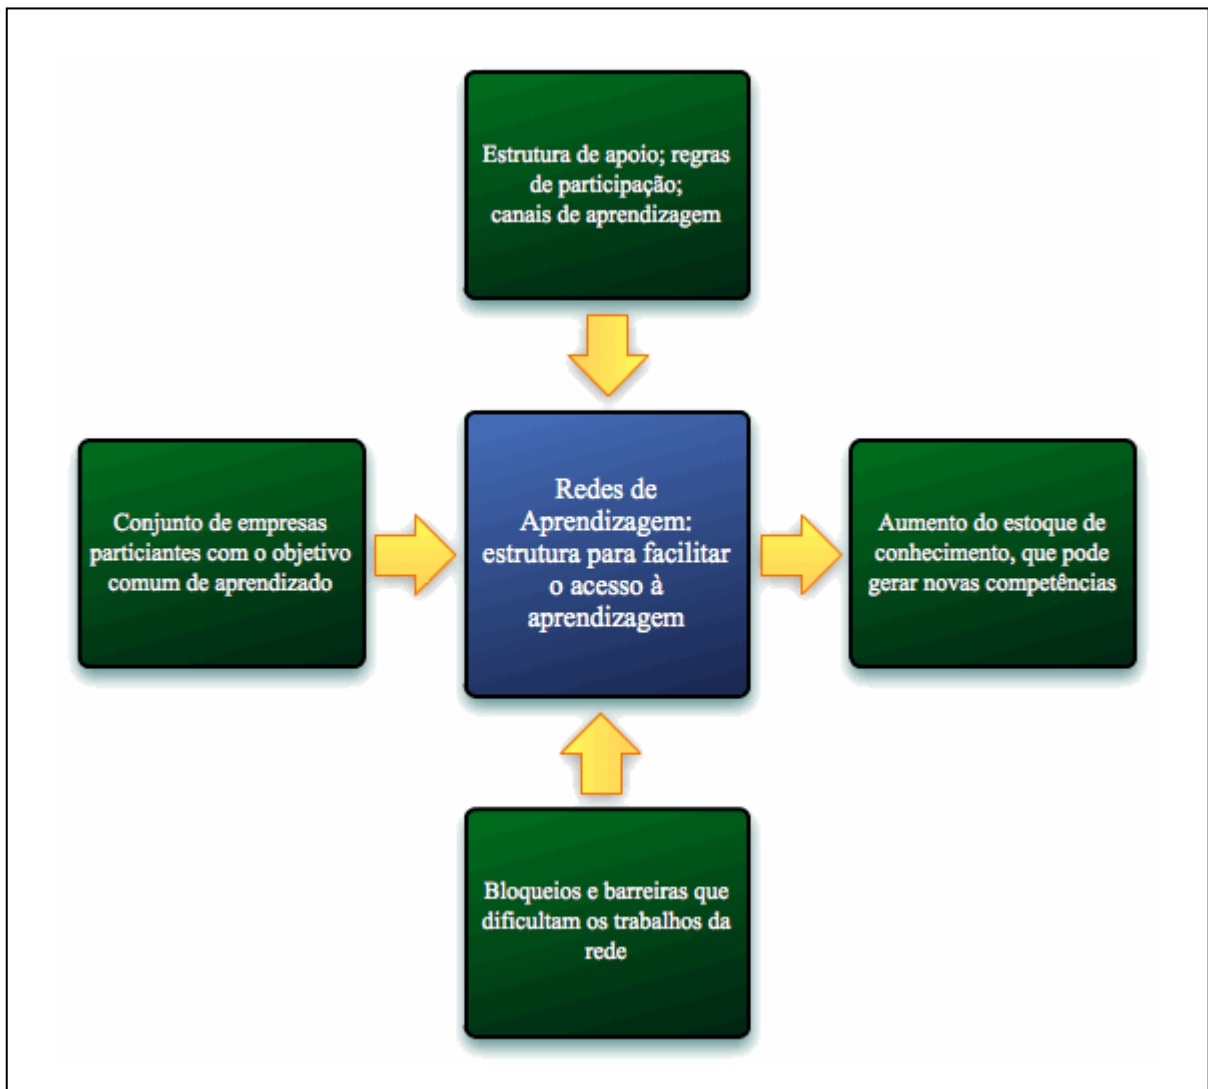 Estrutura de apoio; regras
de participação;
canais de aprendizagem
Conjunto de empresas
particiantes com o objetivo
comum de aprendizado
Redes de
Aprendizagem:
estrutura para facilitar
o acesso à
aprendizagem
Aumento do estoque de
conhecimento, que pode
gerar novas competências
Bloqueios e barreiras que
dificultam os trabalhos da
rede